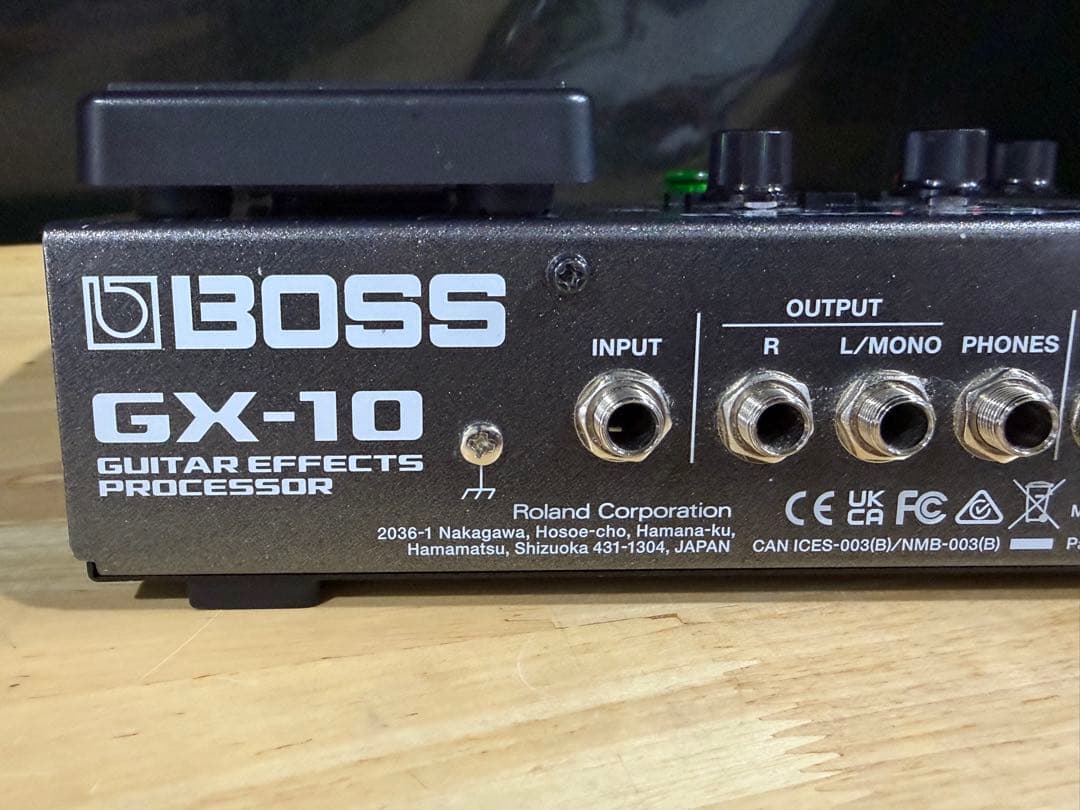 BOSS
GX-10
GUITAR EFFECTS
PROCESSOR
INPUT
OUTPUT
R
L/MONO
PHONES
Roland Corporation
2036-1 Nakagawa, Hosoe-cho, Hamana-ku,
Hamamatsu, Shizuoka 431-1304, JAPAN
CE UK CA FC
CAN ICES-003(B)/NMB-003(B)